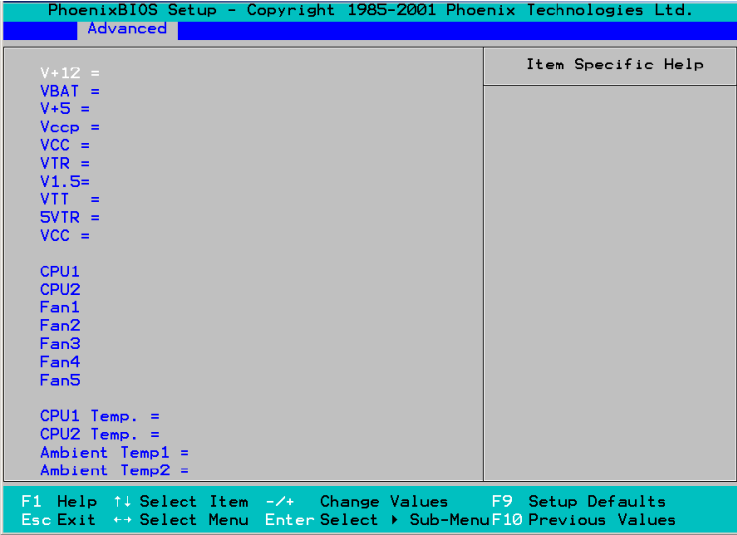 PhoenixBIOS Setup - Copyright 1985-2001 Phoenix Technologies Ltd.
Advanced
Item Specific Help
V+12 =
VBAT =
V+5 =
Vccp =
VCC =
VTR =
V1.5=
VTT =
5VTR =
VCC =
CPU1
CPU2
Fan1
Fan2
Fan3
Fan4
Fan5
CPU1 Temp. =
CPU2 Temp. =
Ambient Temp1 =
Ambient Temp2 =
F1 Help ↑↓ Select Item -/+ Change Values F9 Setup Defaults
Esc Exit ←→ Select Menu Enter Select ▸ Sub-Menu F10 Previous Values